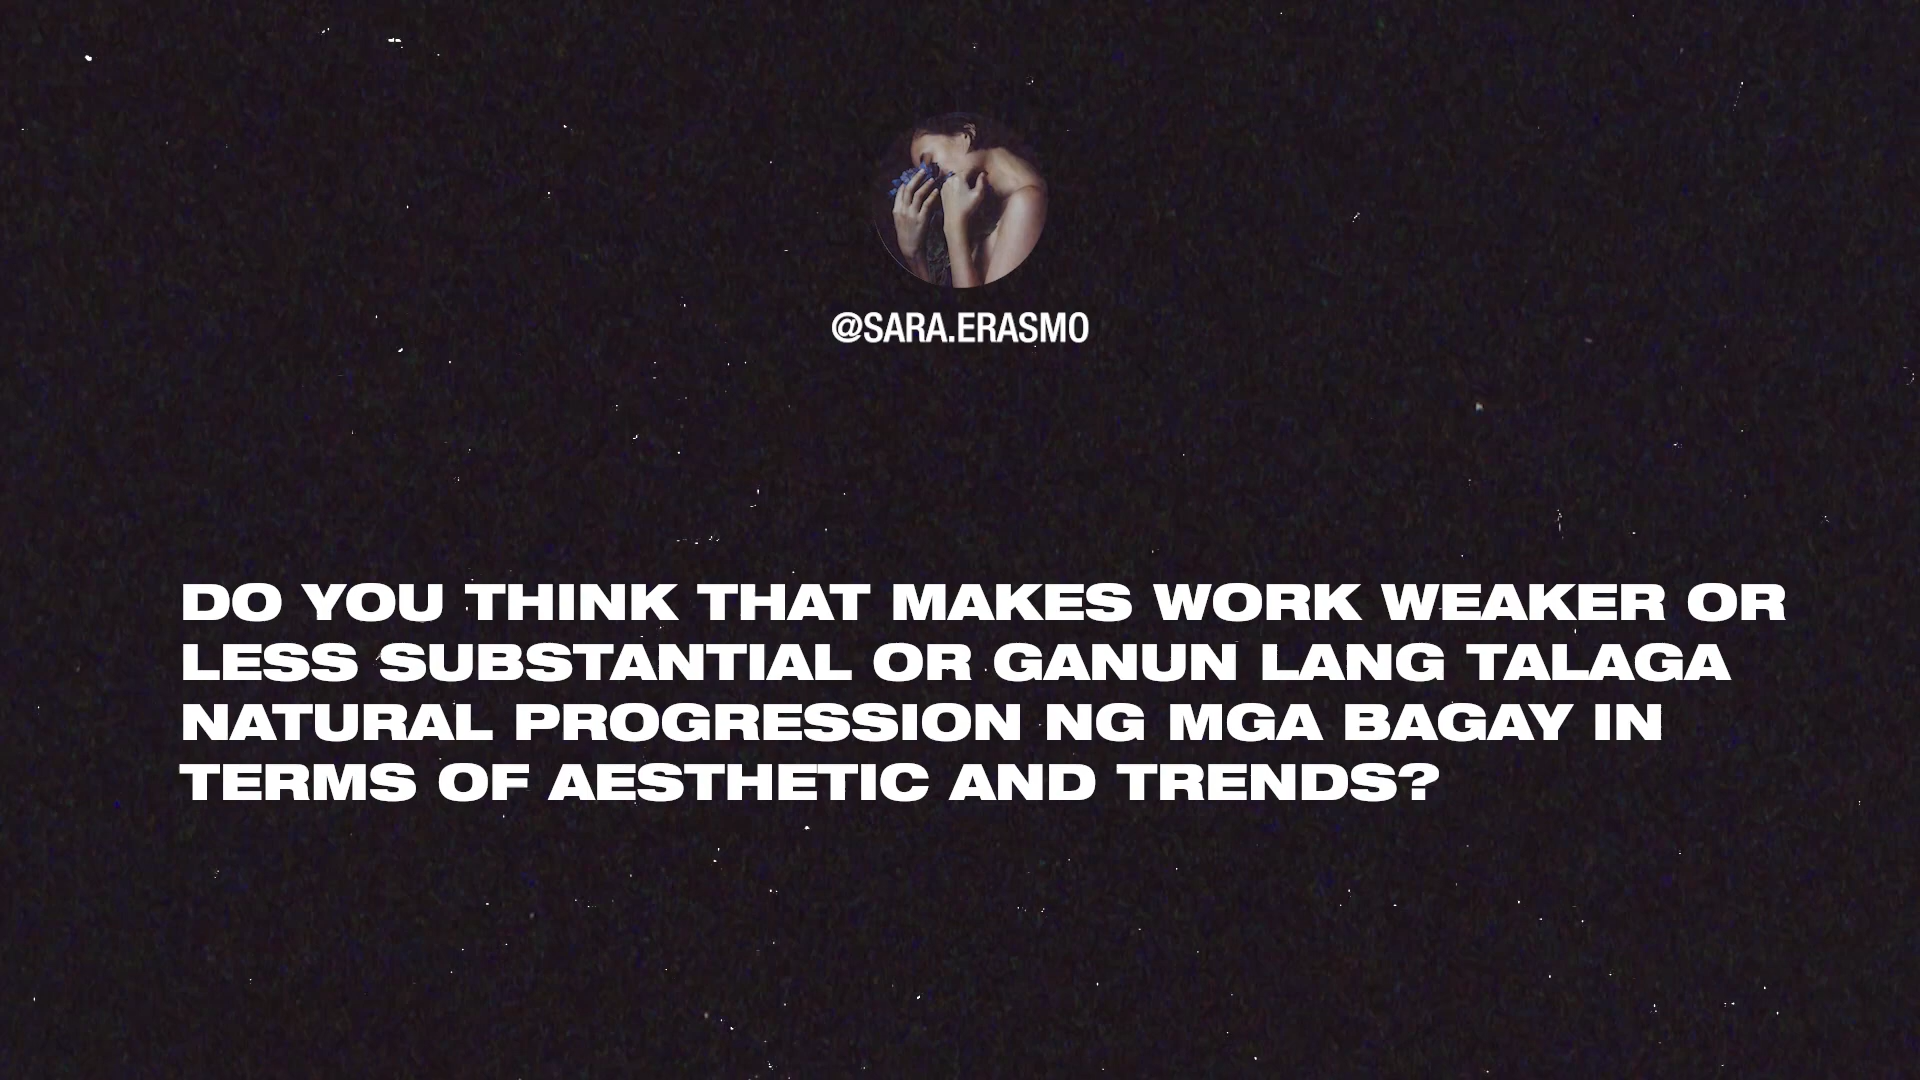 @SARA.ERASMO
DO YOU THINK THAT MAKES WORK WEAKER OR
LESS SUBSTANTIAL OR GANUN LANG TALAGA
NATURAL PROGRESSION NG MGA BAGAY IN
TERMS OF AESTHETIC AND TRENDS?